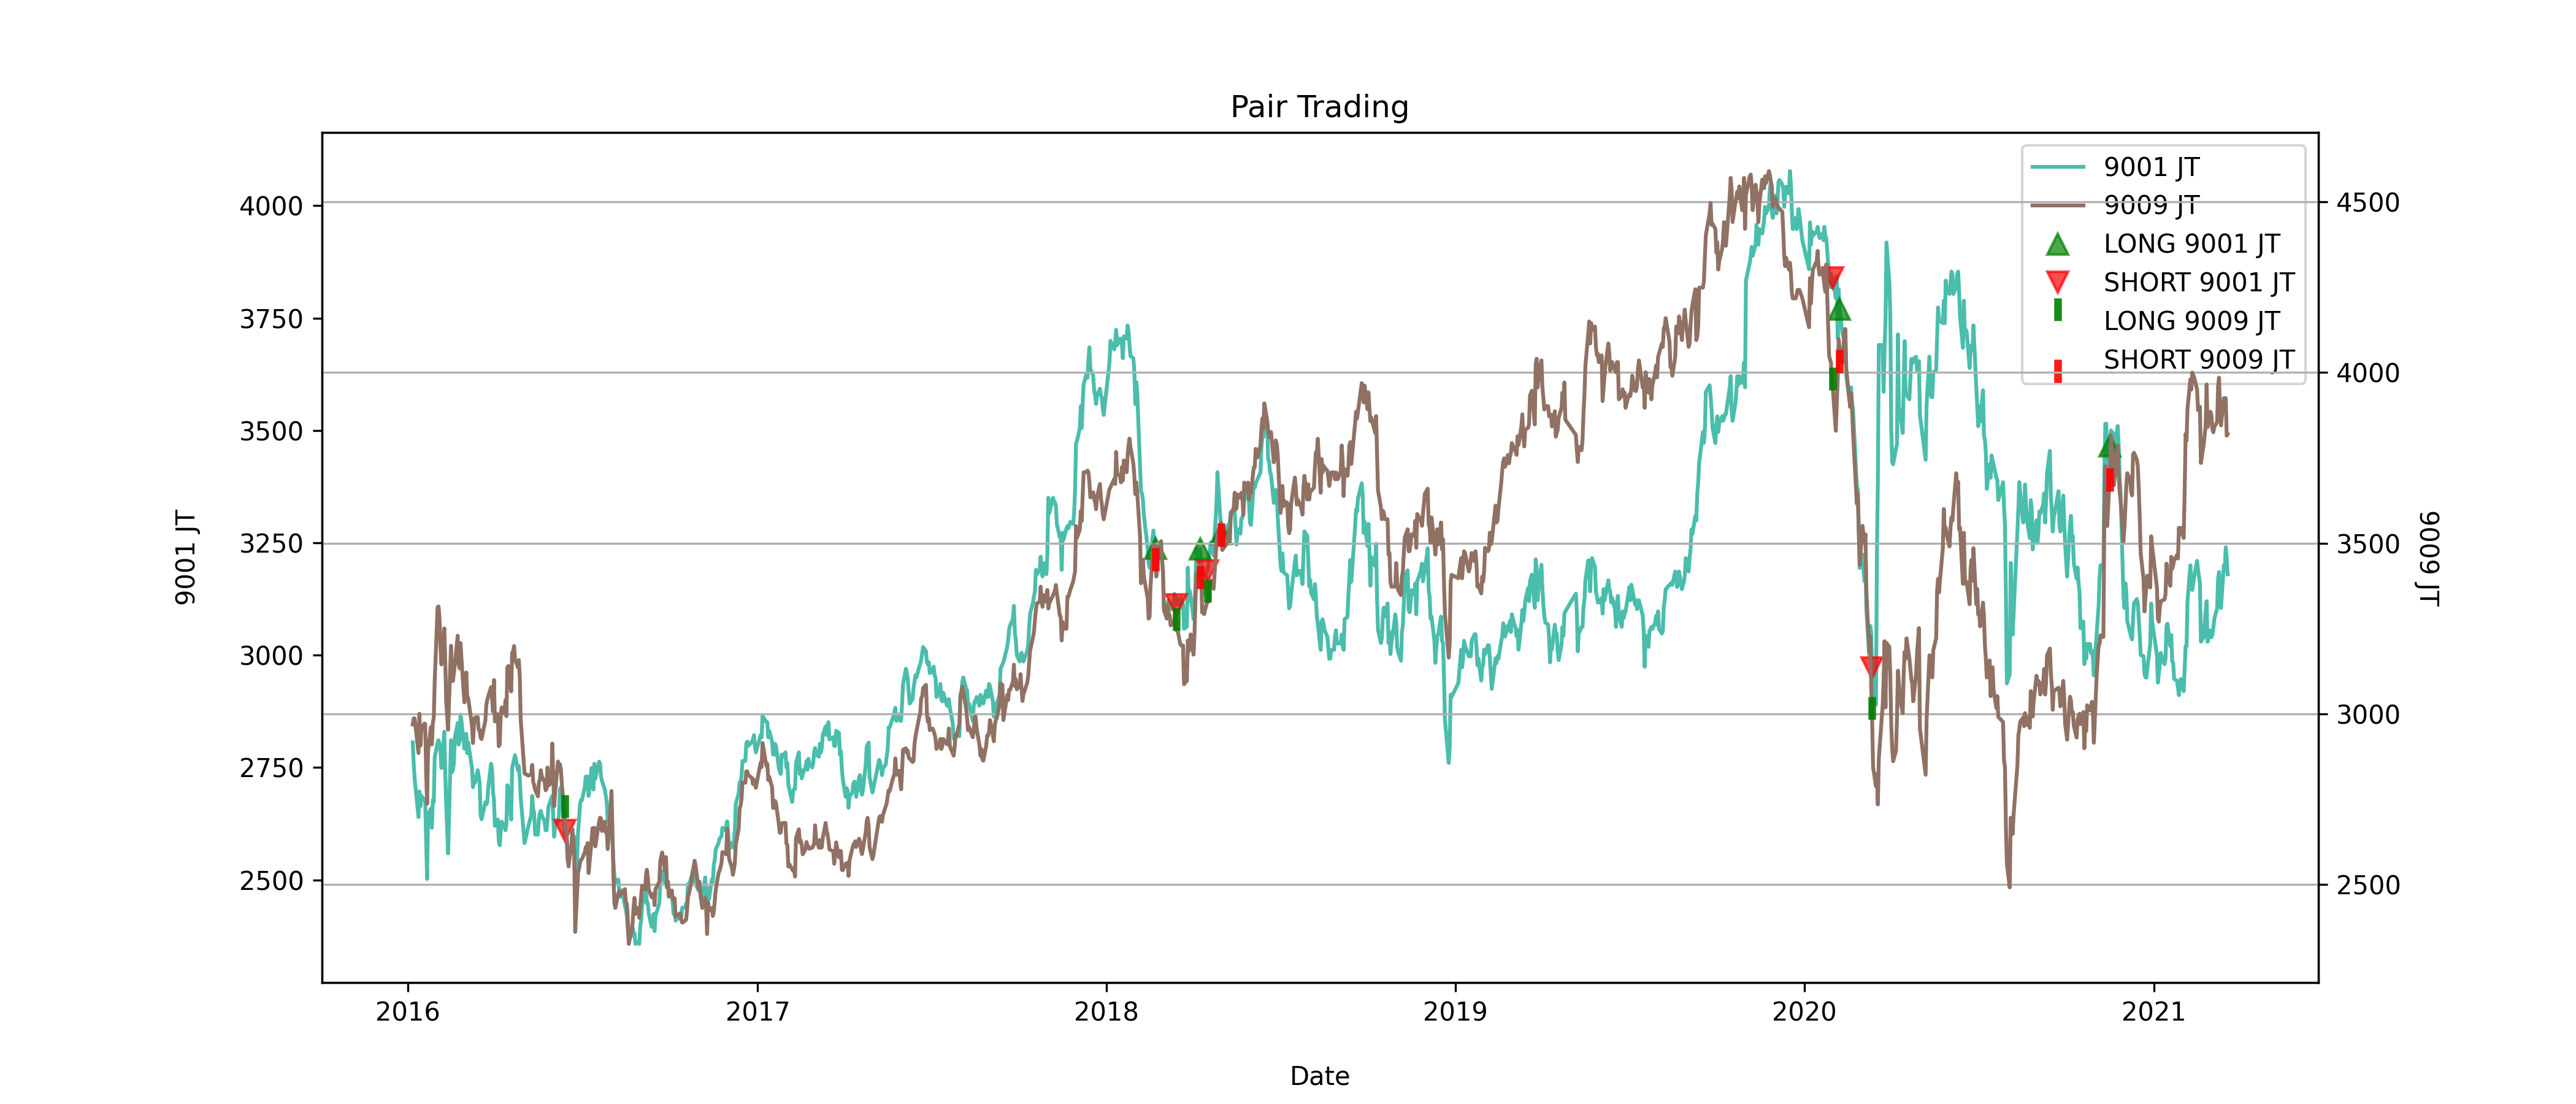 Pair Trading
9001 JT
9009 JT
LONG 9001 JT
SHORT 9001 JT
LONG 9009 JT
SHORT 9009 JT
4000
3750
3500
3250
3000
2750
2500
9001 JT
4500
4000
3500
3000
2500
9009 JT
2016
2017
2018
2019
2020
2021
Date